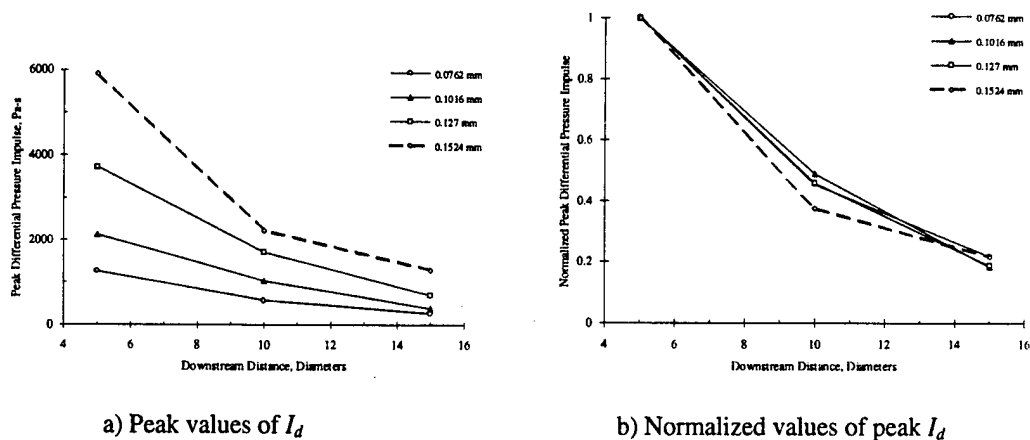 0.0762 mm
0.1016 mm
0.127 mm
0.1524 mm
6000
4000
2000
0
4 6 8 10 12 14 16
Peak Differential Pressure Impulse, Pa-s
Downstream Distance, Diameters
a) Peak values of I_d
0.0762 mm
0.1016 mm
0.127 mm
0.1524 mm
1
0.8
0.6
0.4
0.2
0
4 6 8 10 12 14 16
Normalized Peak Differential Pressure Impulse
Downstream Distance, Diameters
b) Normalized values of peak I_d